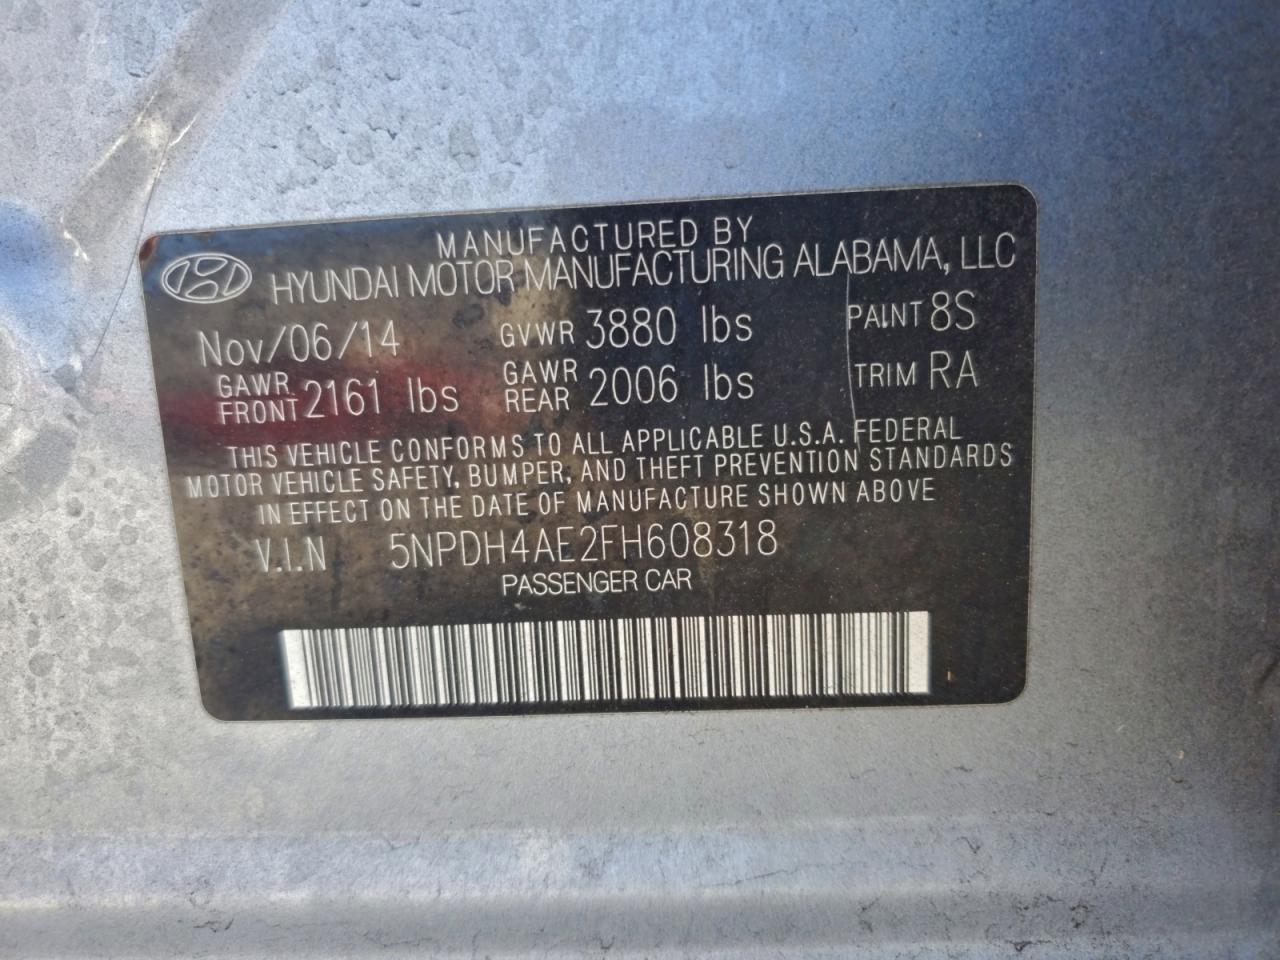 MANUFACTURED BY
HYUNDAI MOTOR MANUFACTURING ALABAMA, LLC
Nov/06/14 GVWR 3880 lbs PAINT 8S
GAWR FRONT 2161 lbs GAWR REAR 2006 lbs TRIM RA
THIS VEHICLE CONFORMS TO ALL APPLICABLE U.S.A. FEDERAL
MOTOR VEHICLE SAFETY, BUMPER, AND THEFT PREVENTION STANDARDS
IN EFFECT ON THE DATE OF MANUFACTURE SHOWN ABOVE
V.I.N 5NPDH4AE2FH608318
PASSENGER CAR